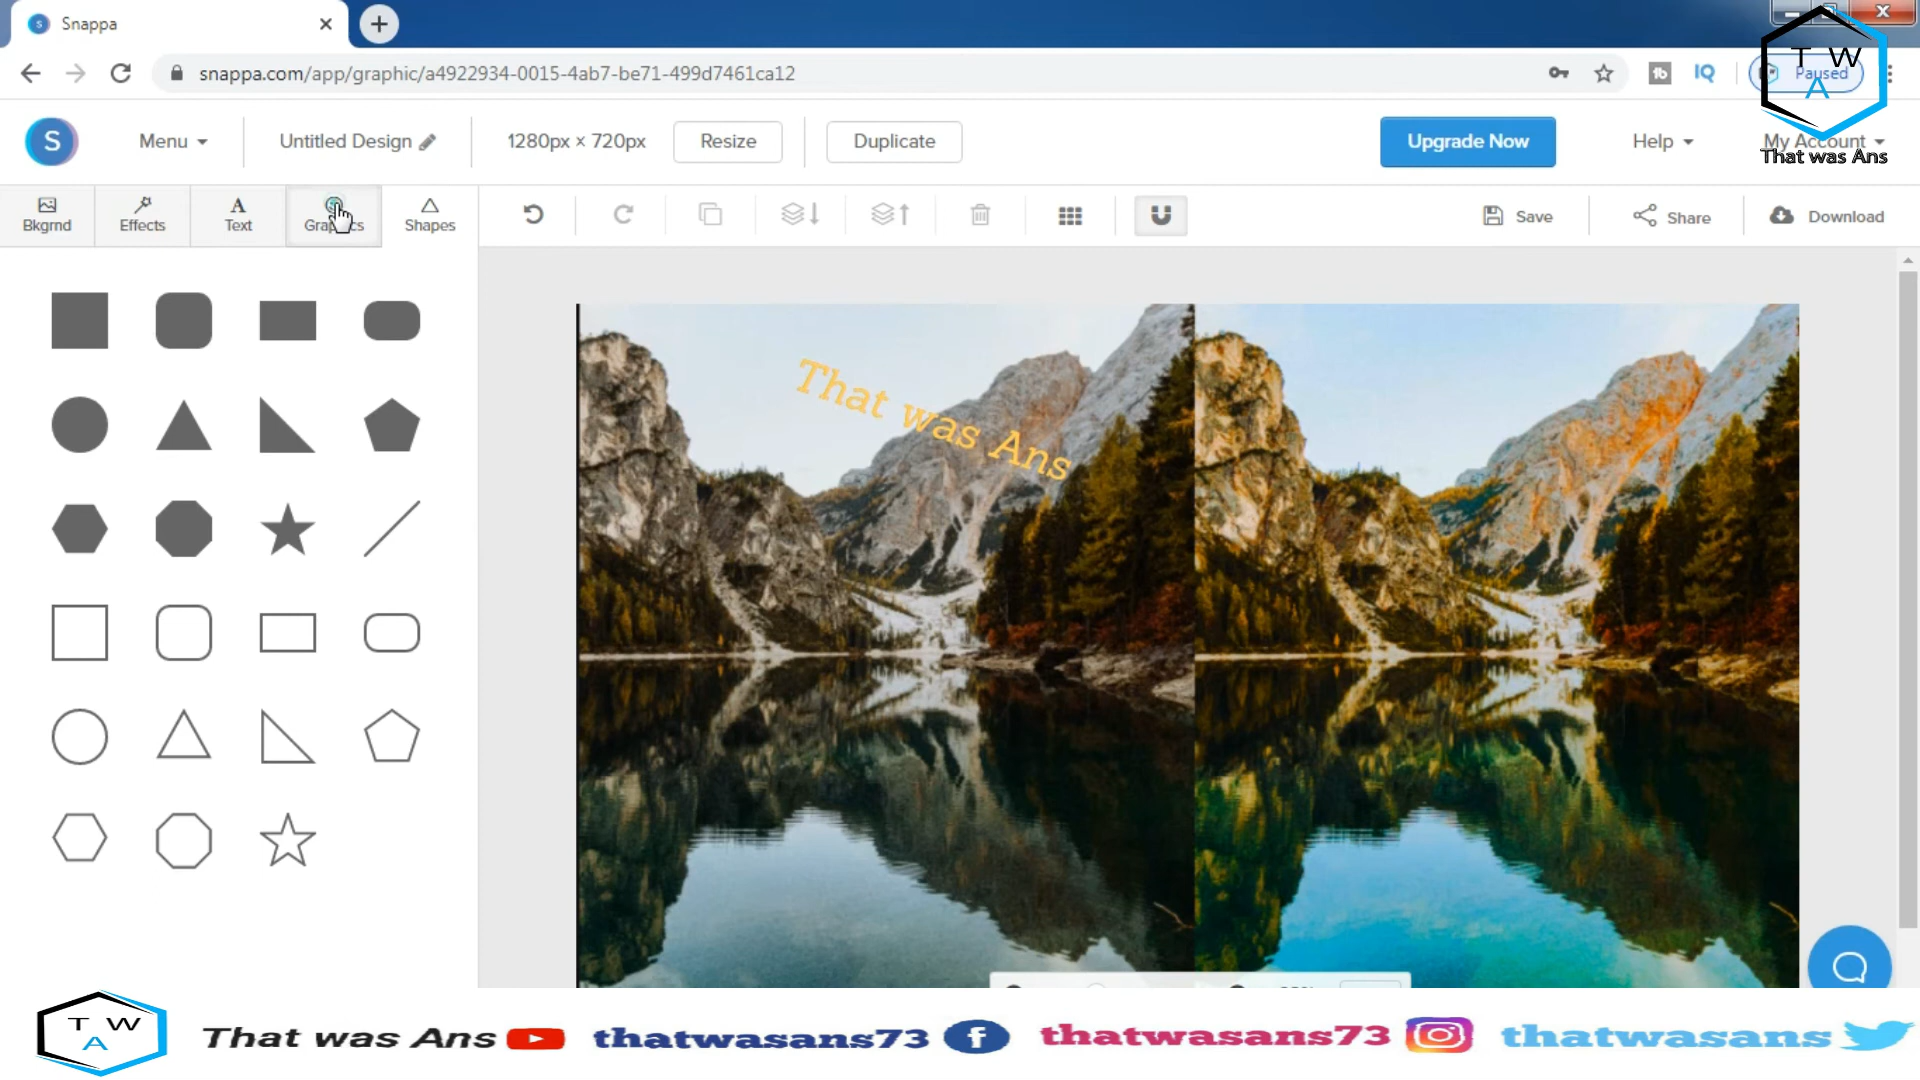 Snappa
snappa.com/app/graphic/a4922934-0015-4ab7-be71-499d7461ca12
Paused
T W
A
That was Ans
S
Menu
Untitled Design
1280px × 720px
Resize
Duplicate
Upgrade Now
Help
My Account
Bkgrnd
Effects
Text
Graphics
Shapes
Save
Share
Download
That was Ans
T W
A
That was Ans
thatwasans73
thatwasans73
thatwasans